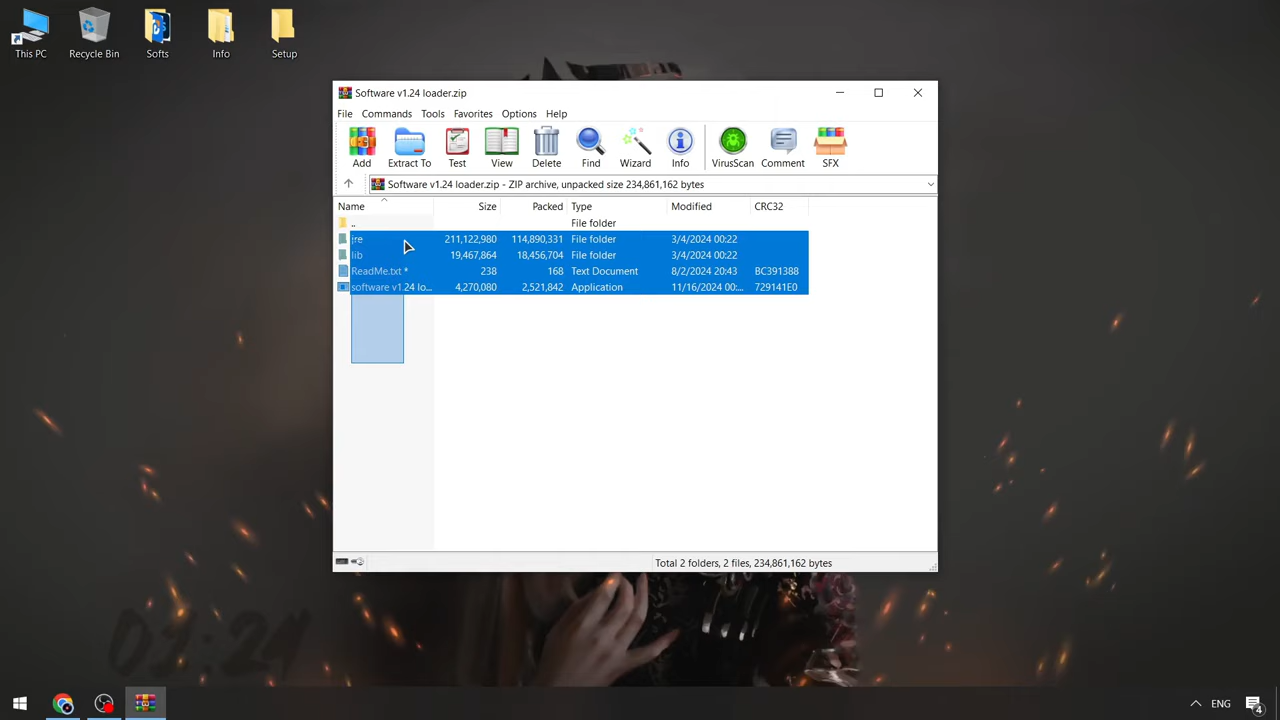 This PC
Recycle Bin
Softs
Info
Setup
Software v1.24 loader.zip
File Commands Tools Favorites Options Help
Add Extract To Test View Delete Find Wizard Info VirusScan Comment SFX
Software v1.24 loader.zip - ZIP archive, unpacked size 234,861,162 bytes
Name Size Packed Type Modified CRC32
.. File folder
jre 211,122,980 114,890,331 File folder 3/4/2024 00:22
lib 19,467,864 18,456,704 File folder 3/4/2024 00:22
ReadMe.txt * 238 168 Text Document 8/2/2024 20:43 BC391388
software v1.24 lo... 4,270,080 2,521,842 Application 11/16/2024 00:... 729141E0
Total 2 folders, 2 files, 234,861,162 bytes
ENG
4